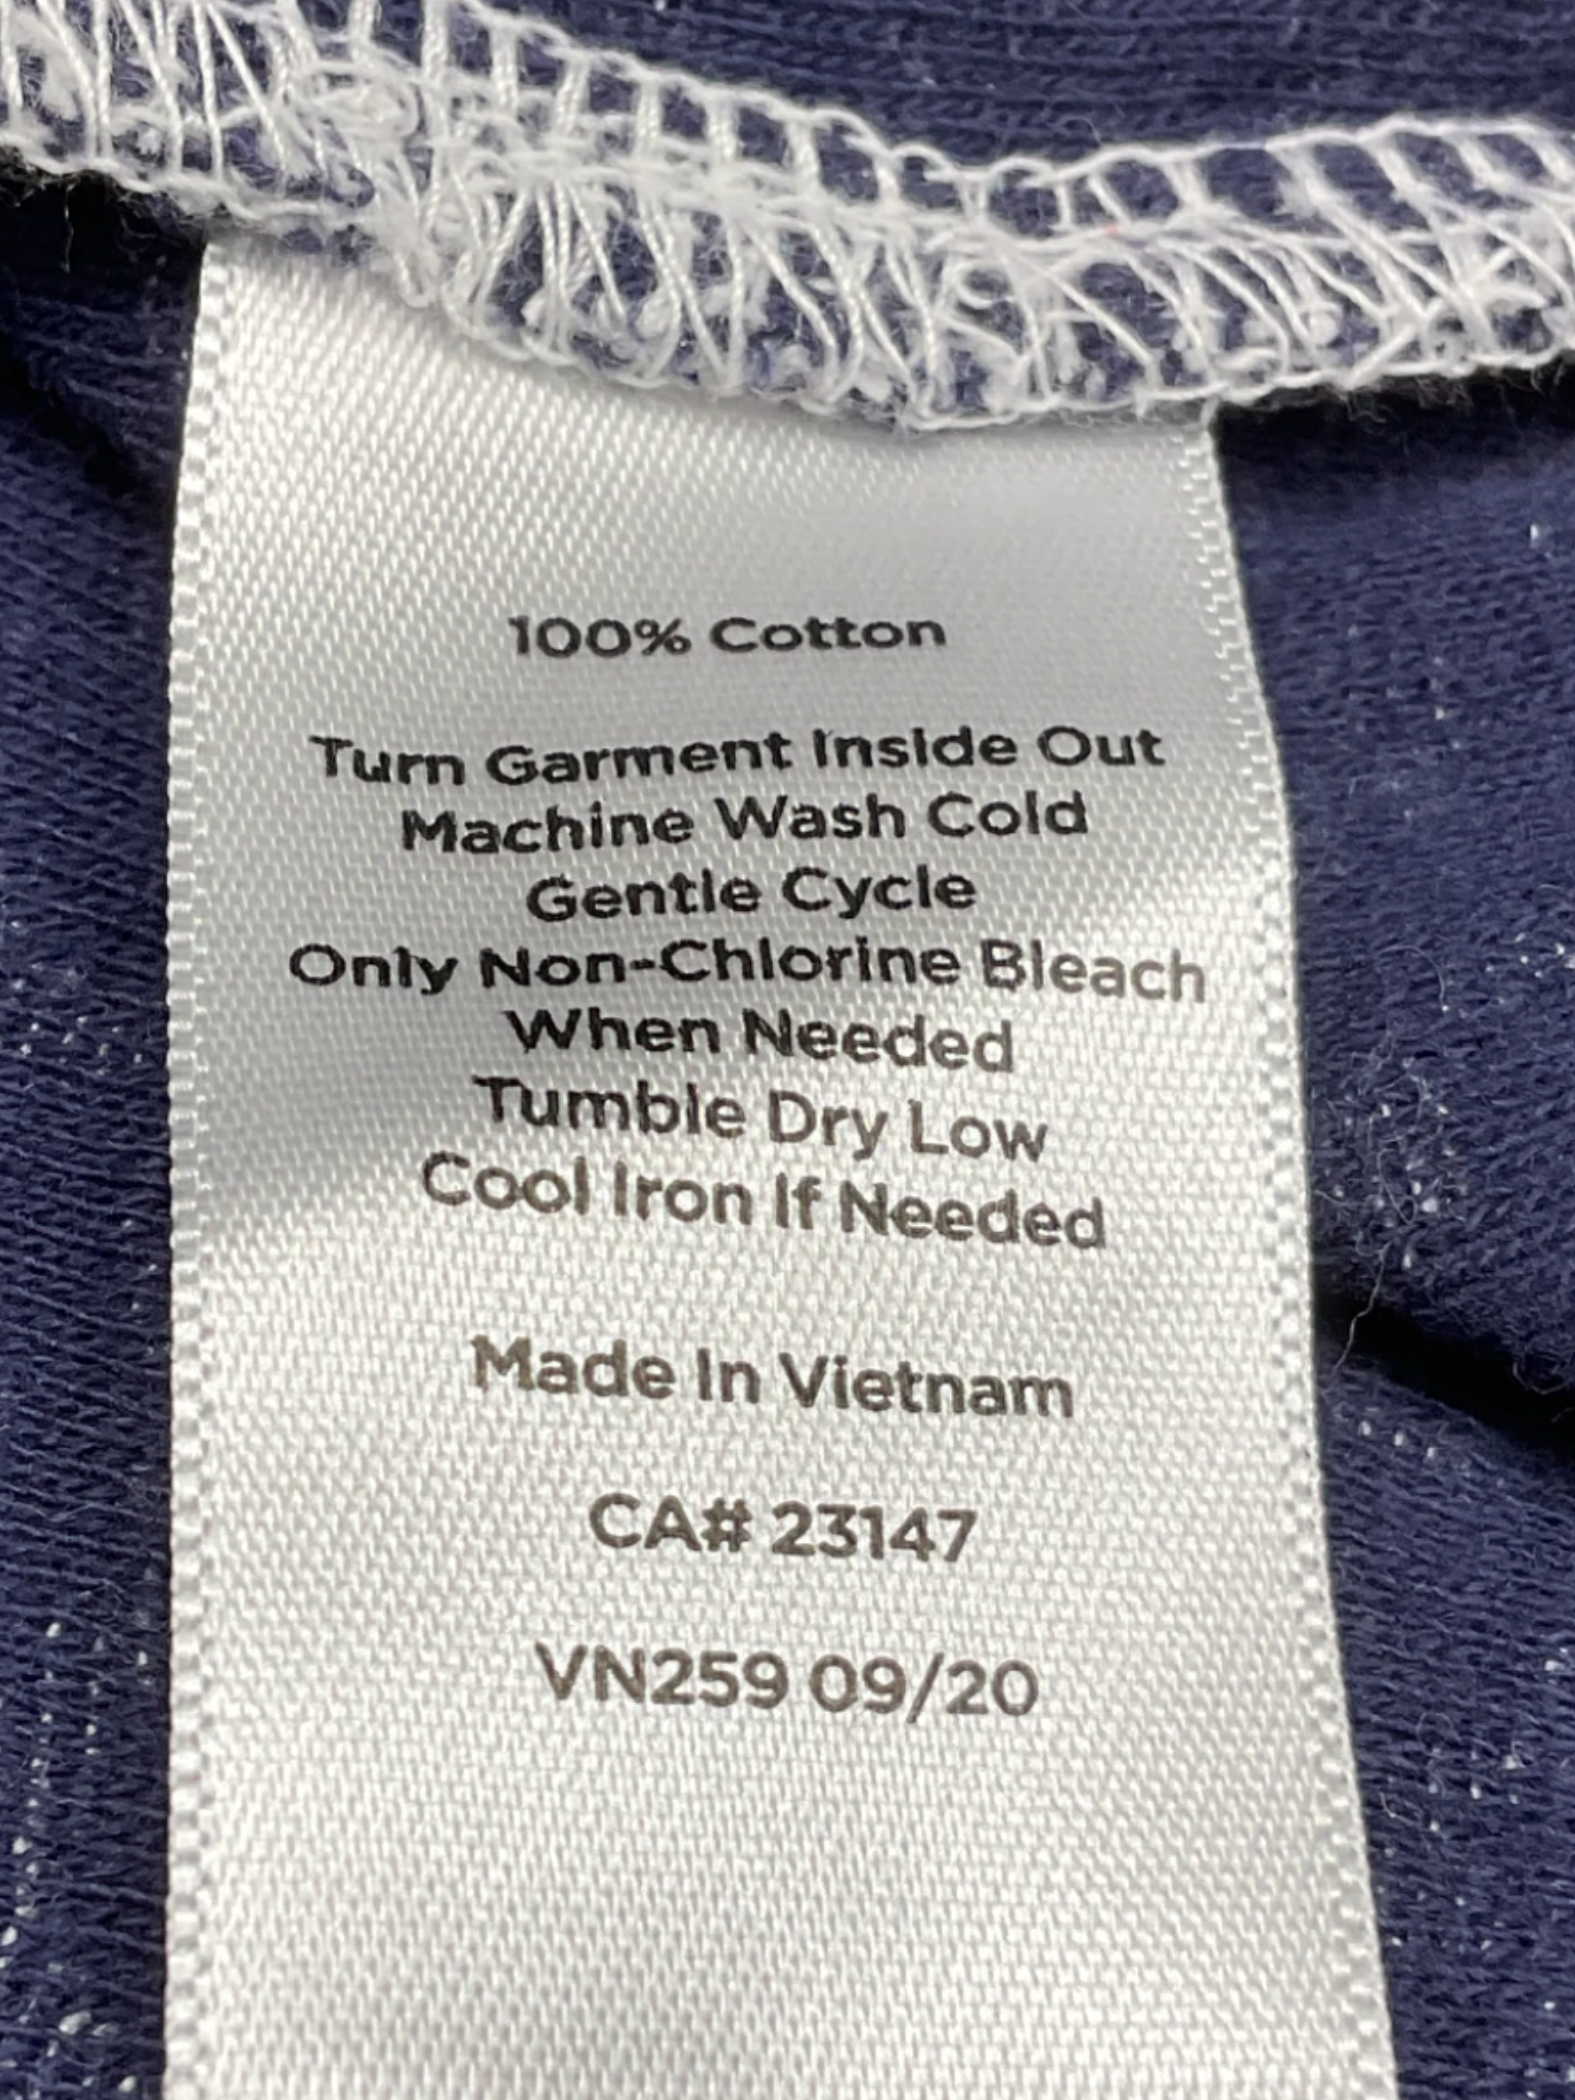 100% Cotton
Turn Garment Inside Out
Machine Wash Cold
Gentle Cycle
Only Non-Chlorine Bleach
When Needed
Tumble Dry Low
Cool Iron If Needed
Made In Vietnam
CA# 23147
VN259 09/20